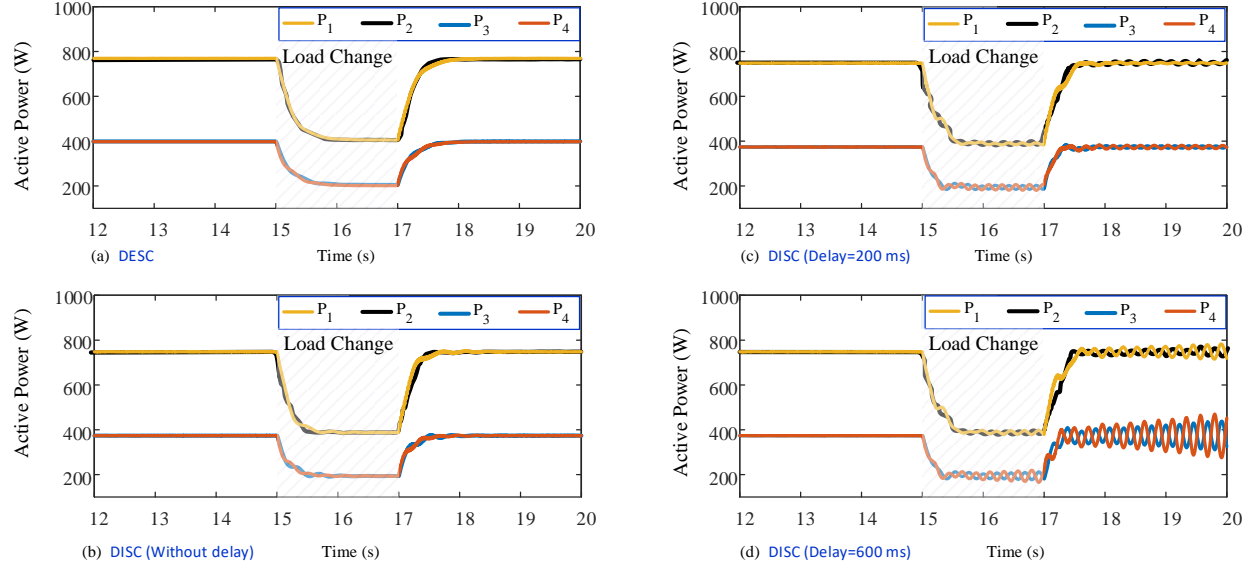 P1 P2 P3 P4
Load Change
Active Power (W)
1000
800
600
400
200
12 13 14 15 16 17 18 19 20
(a) DESC
Time (s)
P1 P2 P3 P4
Load Change
Active Power (W)
1000
800
600
400
200
12 13 14 15 16 17 18 19 20
(b) DISC (Without delay)
Time (s)
P1 P2 P3 P4
Load Change
Active Power (W)
1000
800
600
400
200
12 13 14 15 16 17 18 19 20
(c) DISC (Delay=200 ms)
Time (s)
P1 P2 P3 P4
Load Change
Active Power (W)
1000
800
600
400
200
12 13 14 15 16 17 18 19 20
(d) DISC (Delay=600 ms)
Time (s)